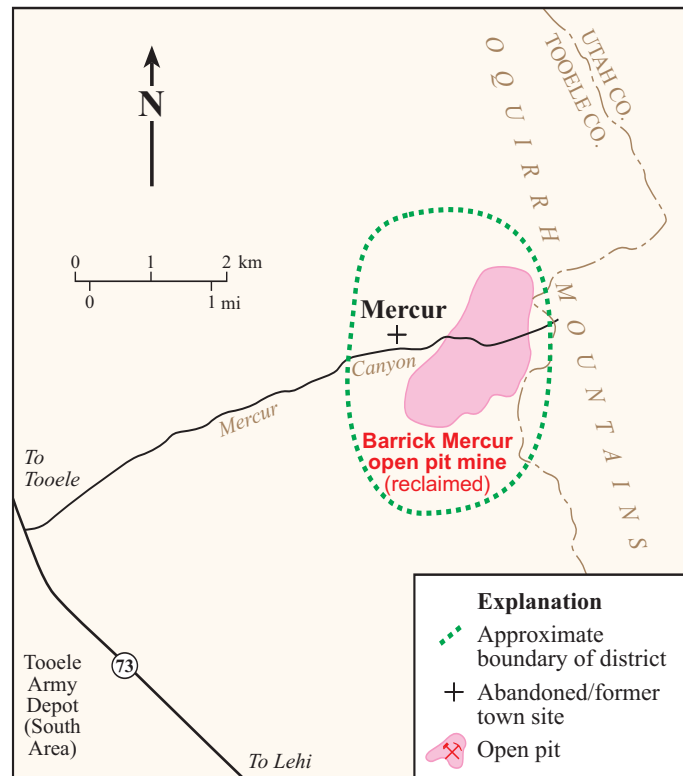 OQUIRRH MOUNTAINS
UTAH CO.
TOOELE CO.
N
0 1 2 km
0 1 mi
Mercur
Canyon
Mercur
Barrick Mercur
open pit mine
(reclaimed)
To
Tooele
73
Tooele
Army
Depot
(South
Area)
To Lehi
Explanation
Approximate
boundary of district
Abandoned/former
town site
Open pit